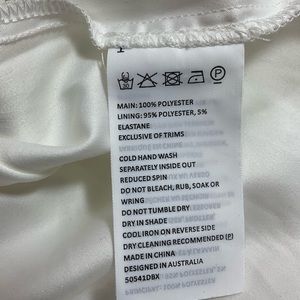 MAIN: 100% POLYESTER
LINING: 95% POLYESTER, 5%
ELASTANE
EXCLUSIVE OF TRIMS
COLD HAND WASH
SEPARATELY INSIDE OUT
REDUCED SPIN
DO NOT BLEACH, RUB, SOAK OR
WRING
DO NOT TUMBLE DRY
DRY IN SHADE
COOL IRON ON REVERSE SIDE
DRY CLEANING RECOMMENDED (P)
MADE IN CHINA
DESIGNED IN AUSTRALIA
50541DBX